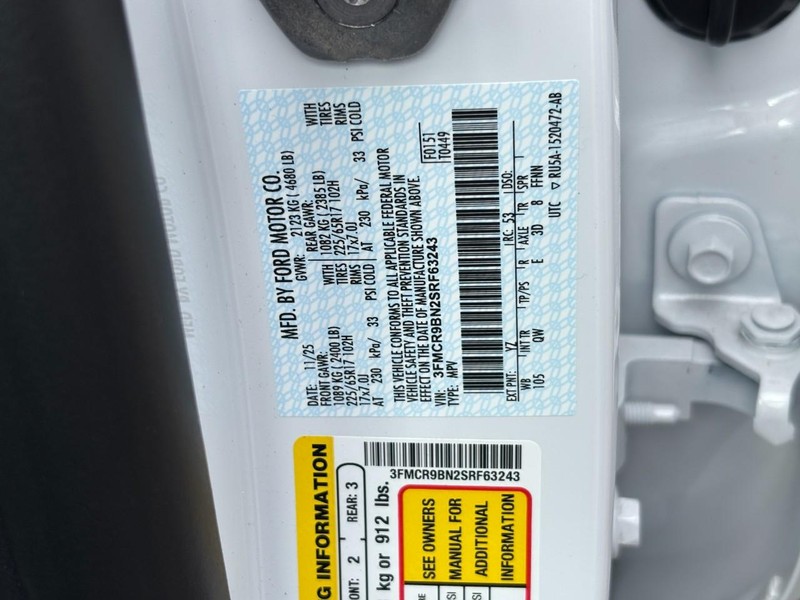 MFD. BY FORD MOTOR CO.
DATE: 11/25 GVWR: 2123 KG ( 4680 LB)
FRONT GAWR: REAR GAWR:
1089 KG ( 2400 LB) 1082 KG ( 2385 LB) WITH
225/65R17 102H TIRES 225/65R17 102H TIRES
17x7.0J RIMS 17x7.0J RIMS
AT 230 kPa/ 33 PSI COLD AT 230 kPa/ 33 PSI COLD
THIS VEHICLE CONFORMS TO ALL APPLICABLE FEDERAL MOTOR
VEHICLE SAFETY AND THEFT PREVENTION STANDARDS IN
EFFECT ON THE DATE OF MANUFACTURE SHOWN ABOVE.
VIN: 3FMCR9BN2SRF63243 F0151
TYPE: MPV T0449
EXT PNT: YZ RC: 53 DSO:
WB INT TR TP/PS R AXLE TR SPR
105 QW E 3D 8 FFNN
UTC ▽ RU5A-1520472-AB
3FMCR9BN2SRF63243
G INFORMATION
ONT: 2 REAR: 3
kg or 912 lbs.
SEE OWNERS
MANUAL FOR
ADDITIONAL
INFORMATION